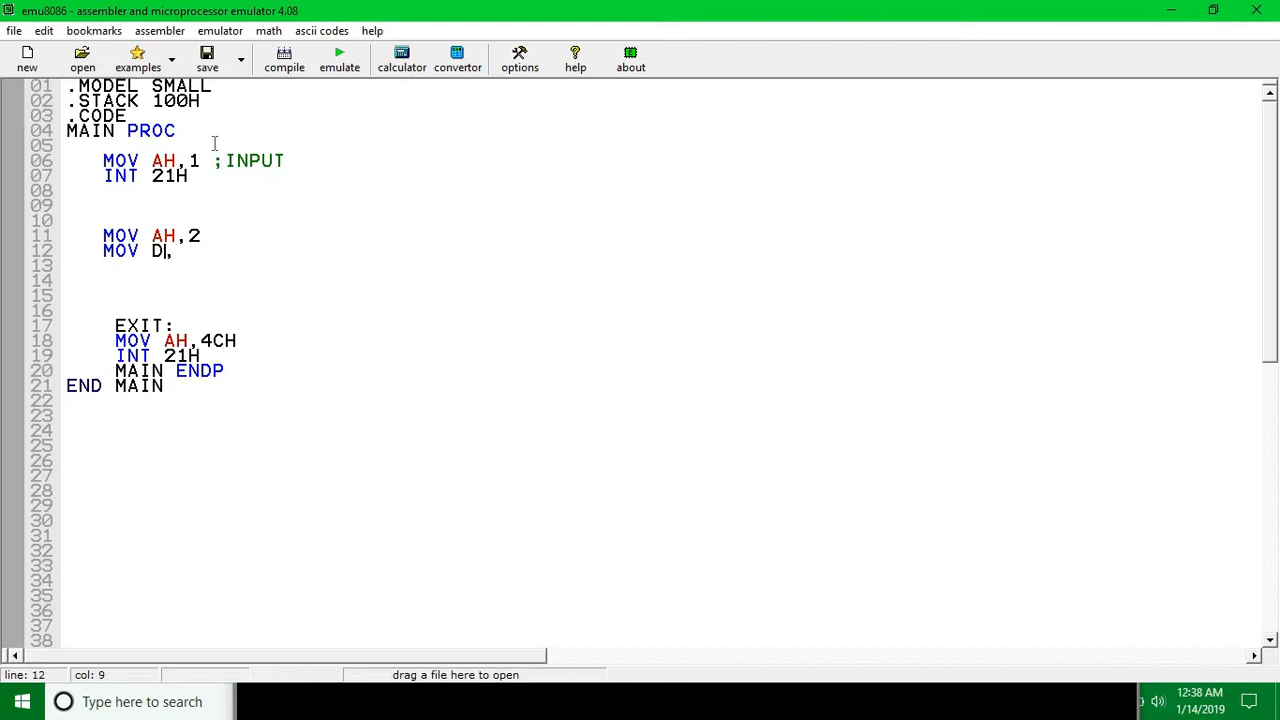 emu8086 - assembler and microprocessor emulator 4.08
file edit bookmarks assembler emulator math ascii codes help
new open examples save compile emulate calculator convertor options help about
01 .MODEL SMALL
02 .STACK 100H
03 .CODE
04 MAIN PROC
05
06 MOV AH,1 ;INPUT
07 INT 21H
08
09
10
11 MOV AH,2
12 MOV D,
13
14
15
16
17 EXIT:
18 MOV AH,4CH
19 INT 21H
20 MAIN ENDP
21 END MAIN
22
23
24
25
26
27
28
29
30
31
32
33
34
35
36
37
38
line: 12 col: 9 drag a file here to open
Type here to search
12:38 AM
1/14/2019